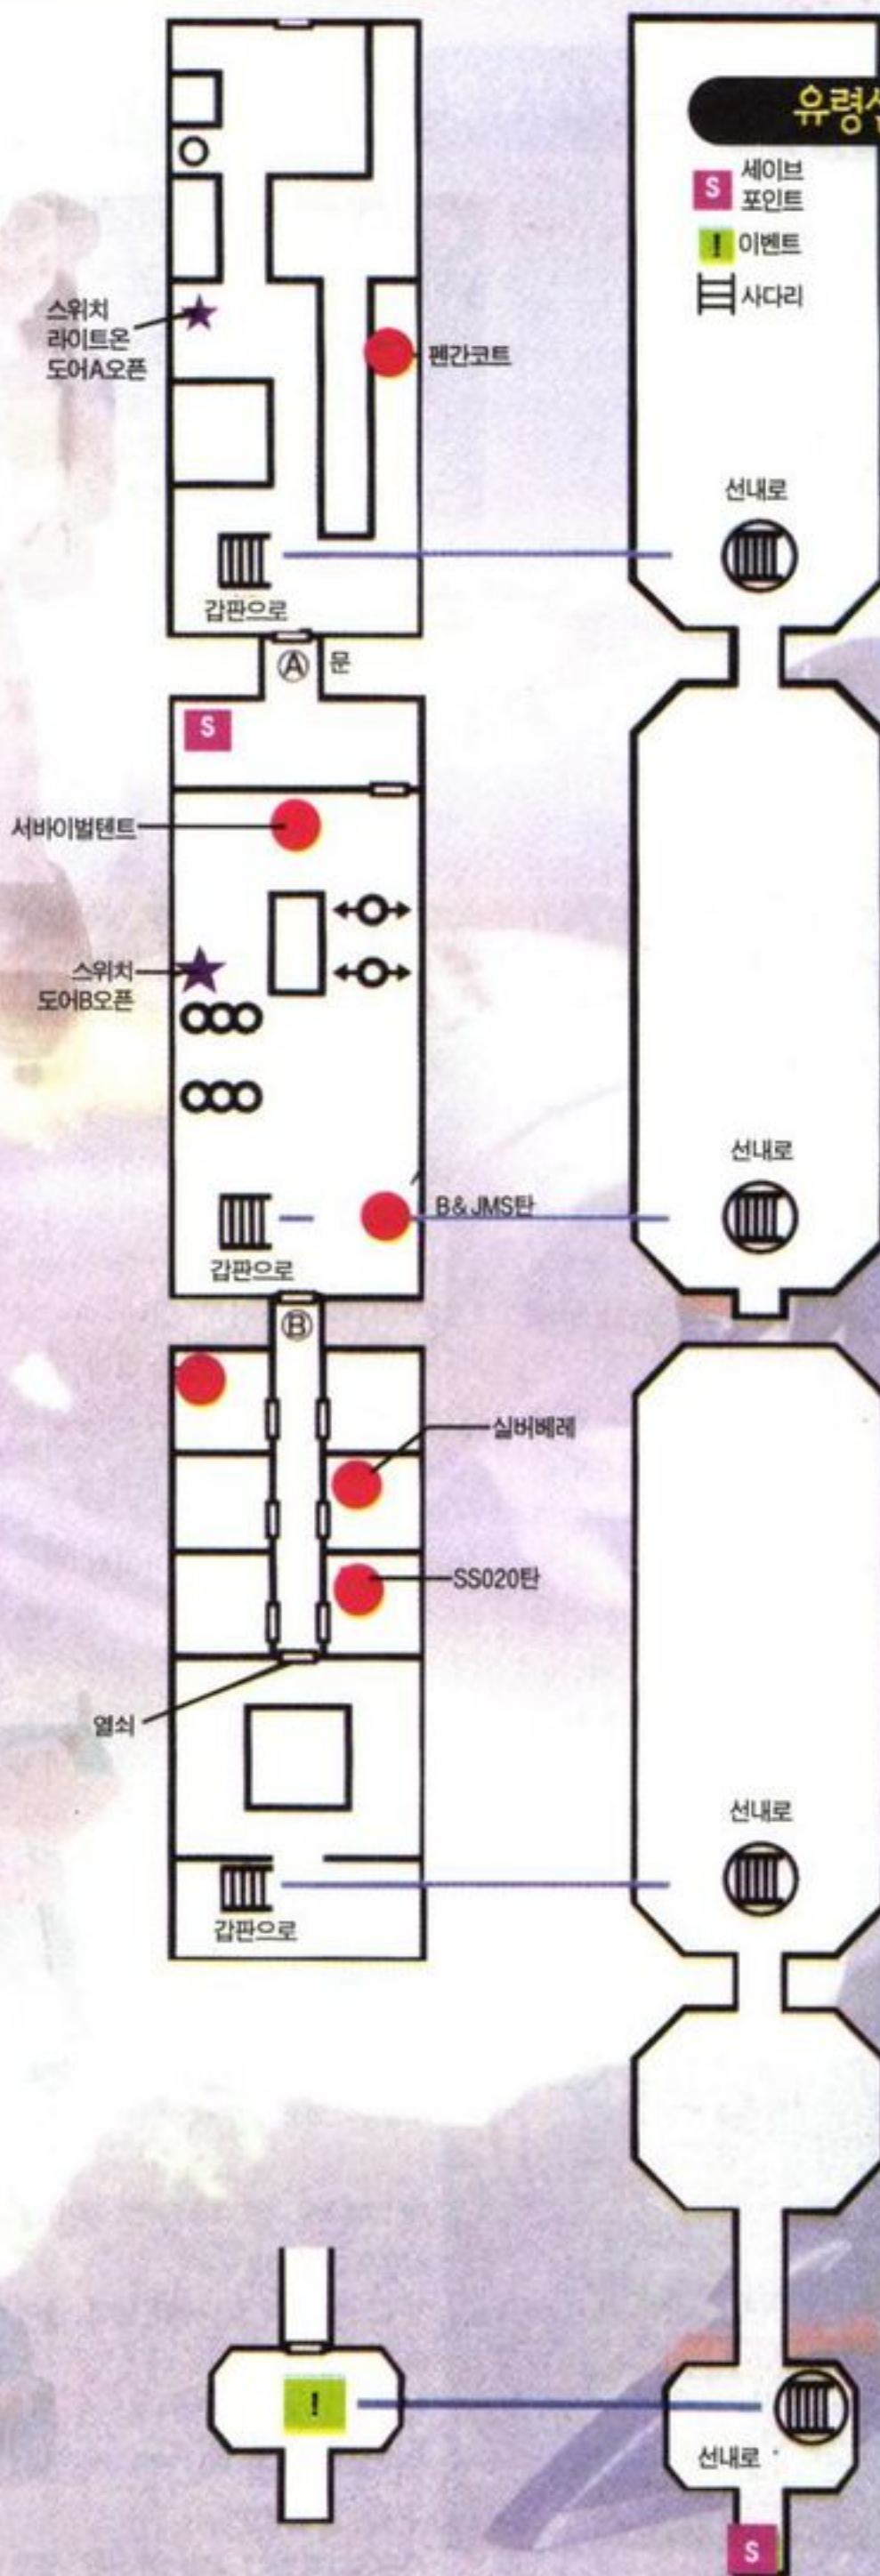 유령선
S
세이브
포인트
!
이벤트
사다리
스위치
라이트온
도어A오픈
펜간코트
선내로
갑판으로
A
문
S
서바이벌텐트
스위치
도어B오픈
선내로
B&JMS탄
갑판으로
B
실버베레
SS020탄
열쇠
선내로
갑판으로
!
선내로
S